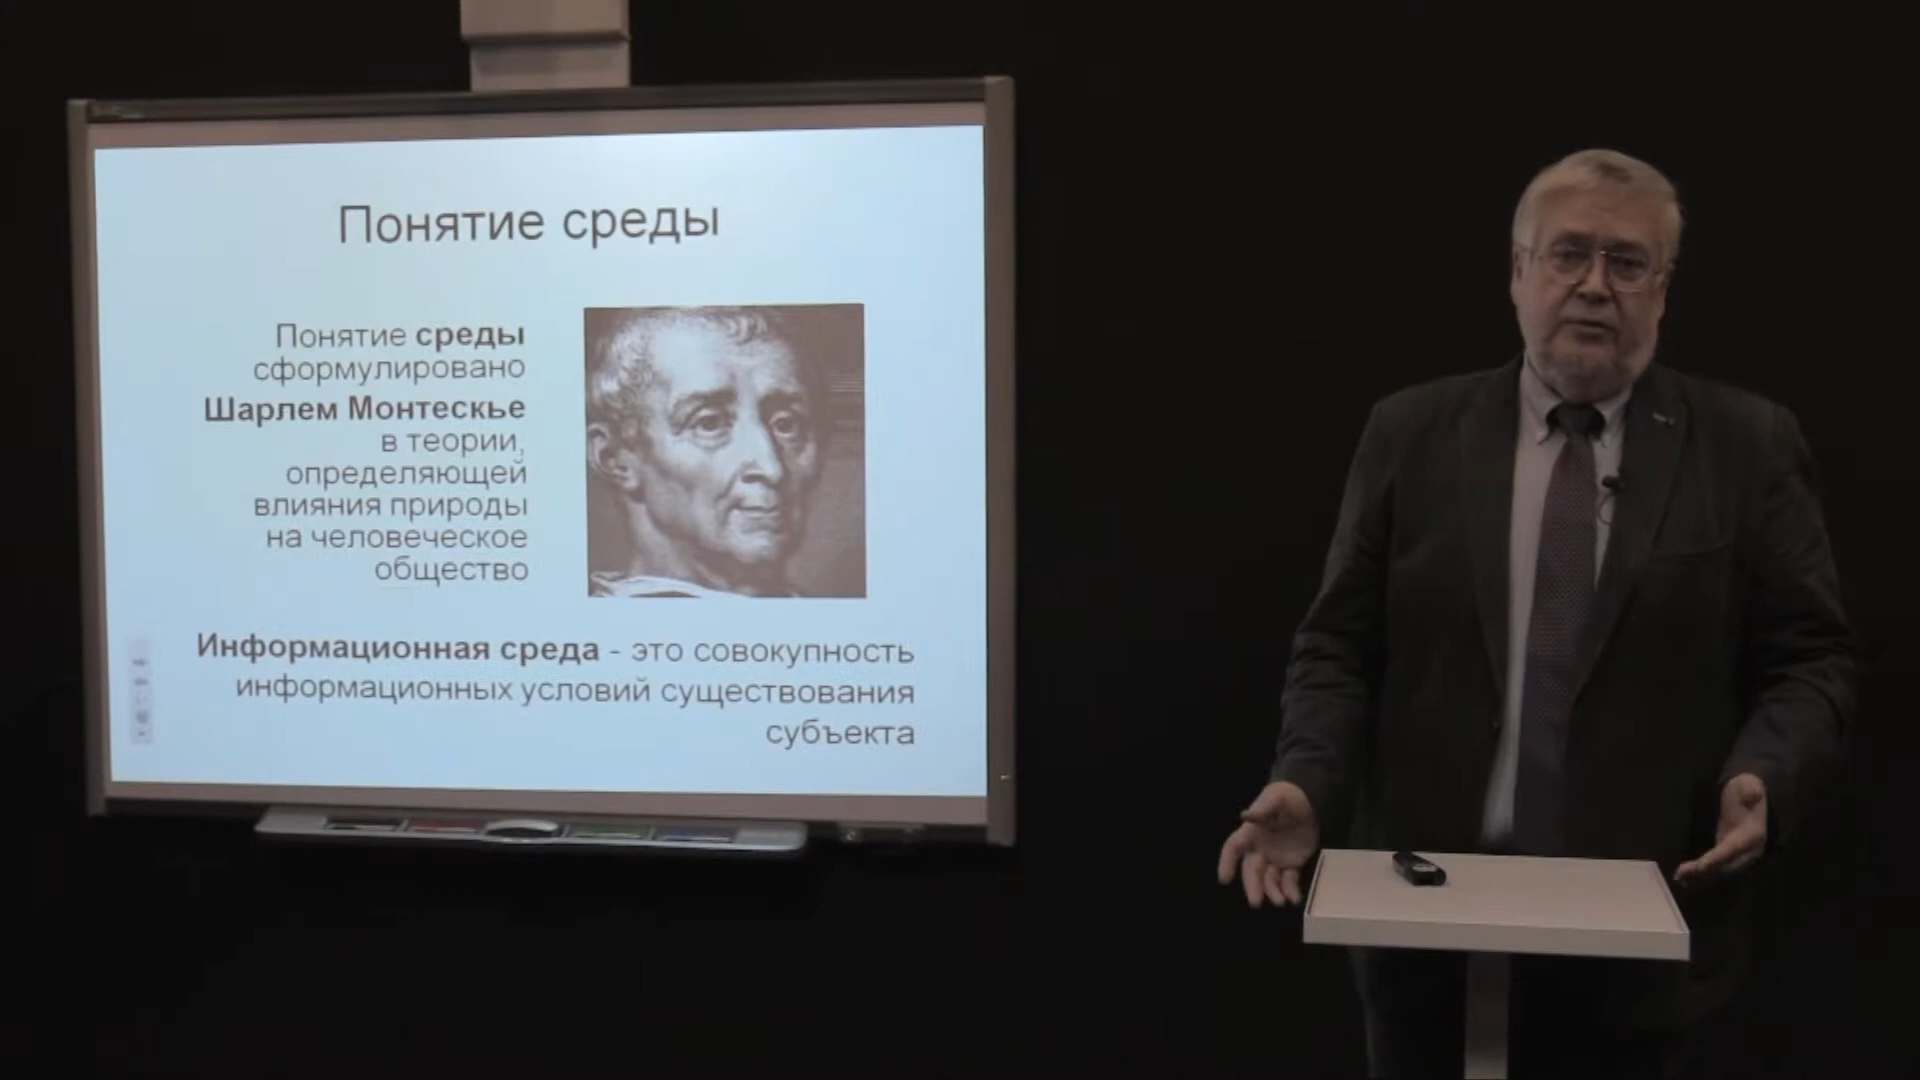 Понятие среды
Понятие среды
сформулировано
Шарлем Монтескье
в теории,
определяющей
влияния природы
на человеческое
общество
Информационная среда - это совокупность
информационных условий существования
субъекта